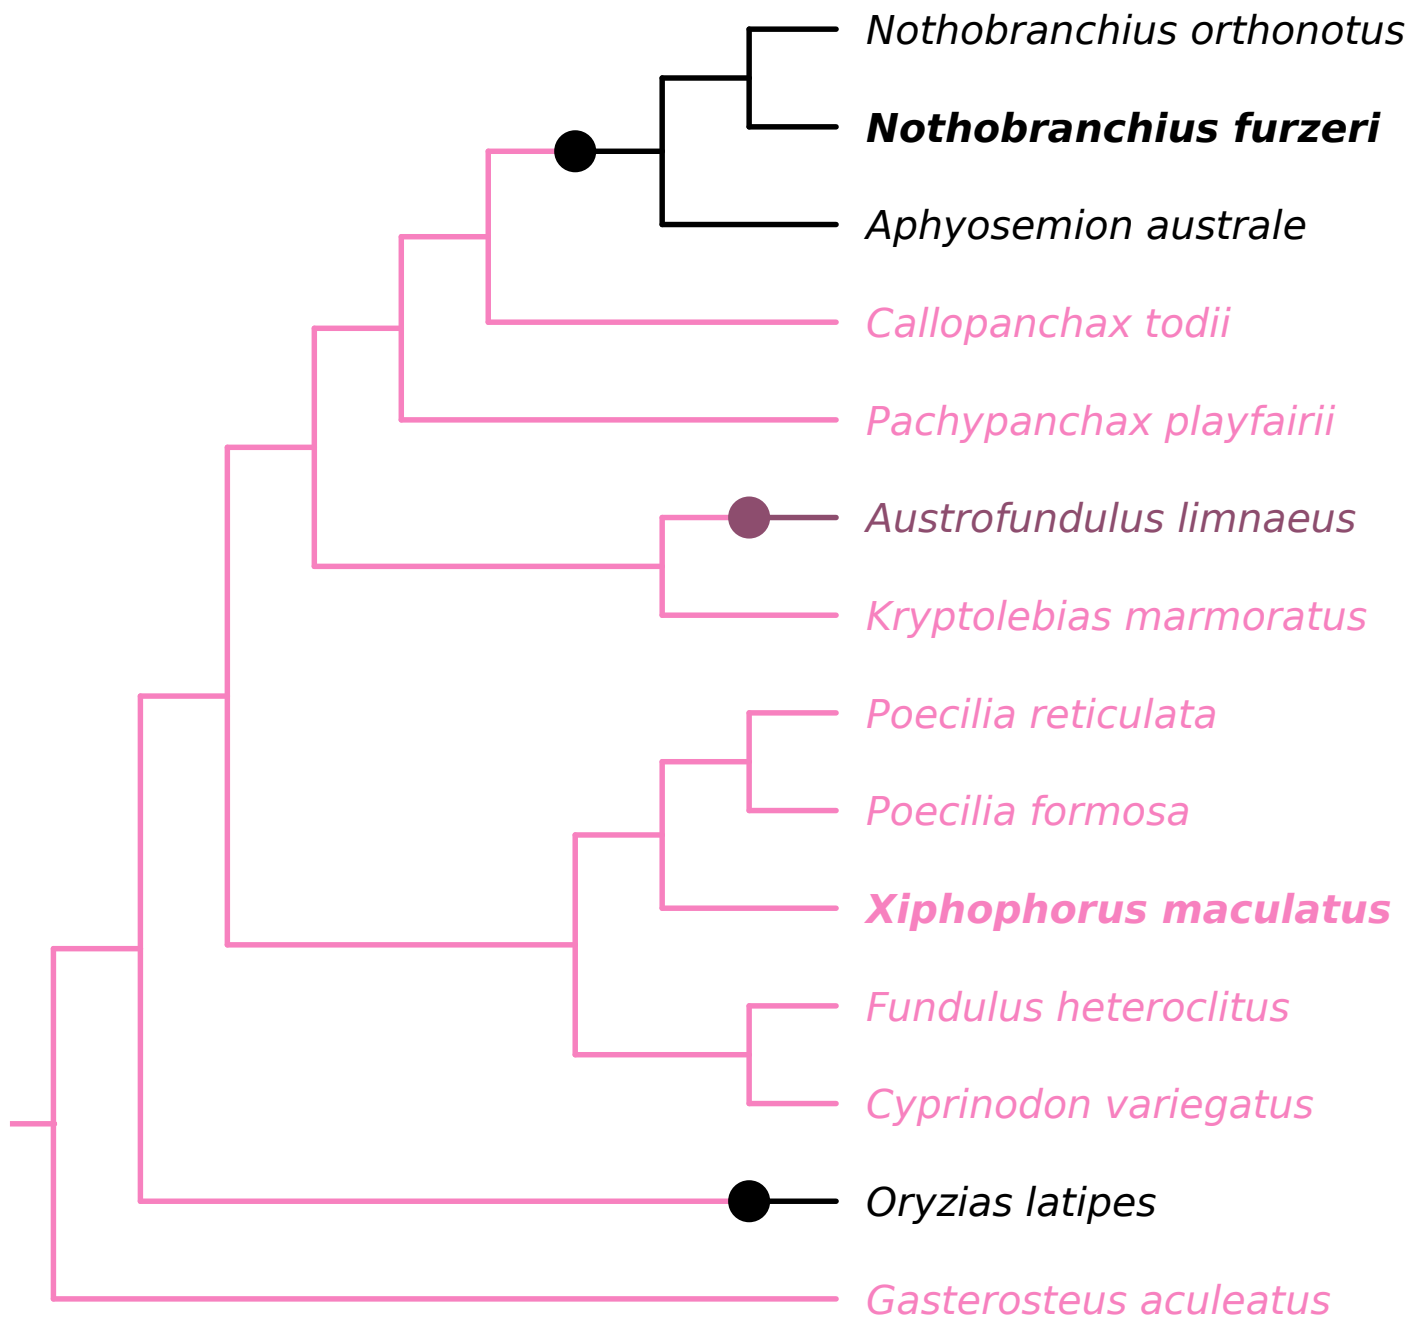 Nothobranchius orthonotus
Nothobranchius furzeri
Aphyosemion australe
Callopanchax todii
Pachypanchax playfairii
Austrofundulus limnaeus
Kryptolebias marmoratus
Poecilia reticulata
Poecilia formosa
Xiphophorus maculatus
Fundulus heteroclitus
Cyprinodon variegatus
Oryzias latipes
Gasterosteus aculeatus